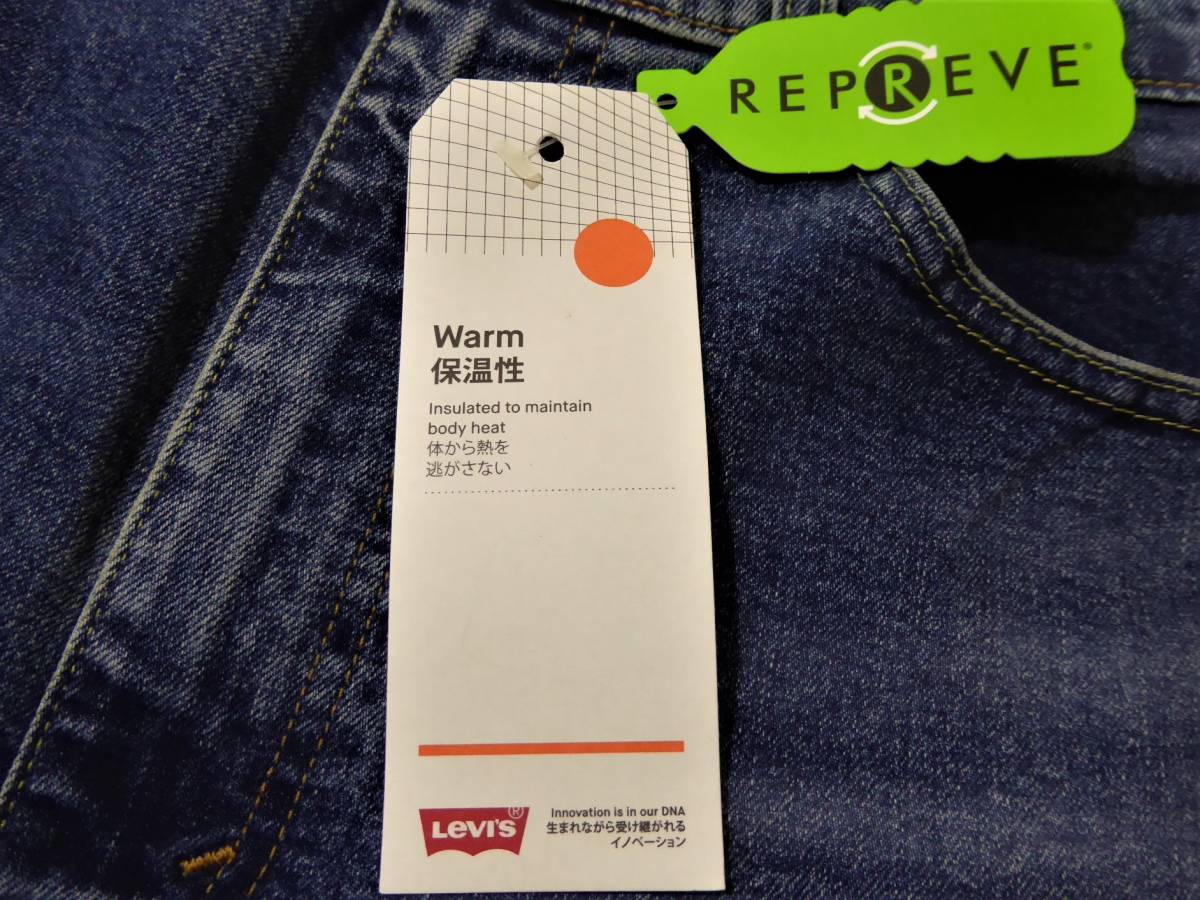 REPREVE®
Warm
保温性
Insulated to maintain
body heat
体から熱を
逃がさない
LEVI'S®
Innovation is in our DNA
生まれながら受け継がれる
イノベーション